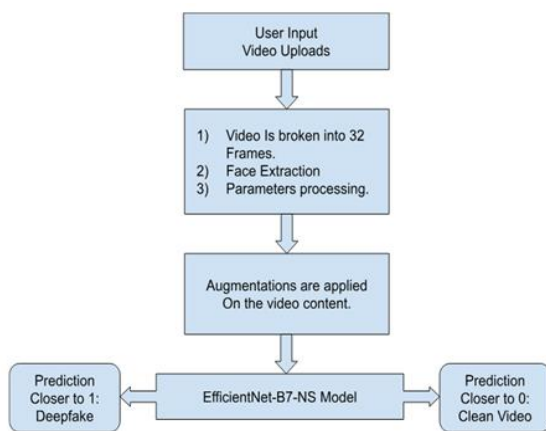 User Input
Video Uploads
1) Video Is broken into 32
Frames.
2) Face Extraction
3) Parameters processing.
Augmentations are applied
On the video content.
Prediction
Closer to 1:
Deepfake
EfficientNet-B7-NS Model
Prediction
Closer to 0:
Clean Video